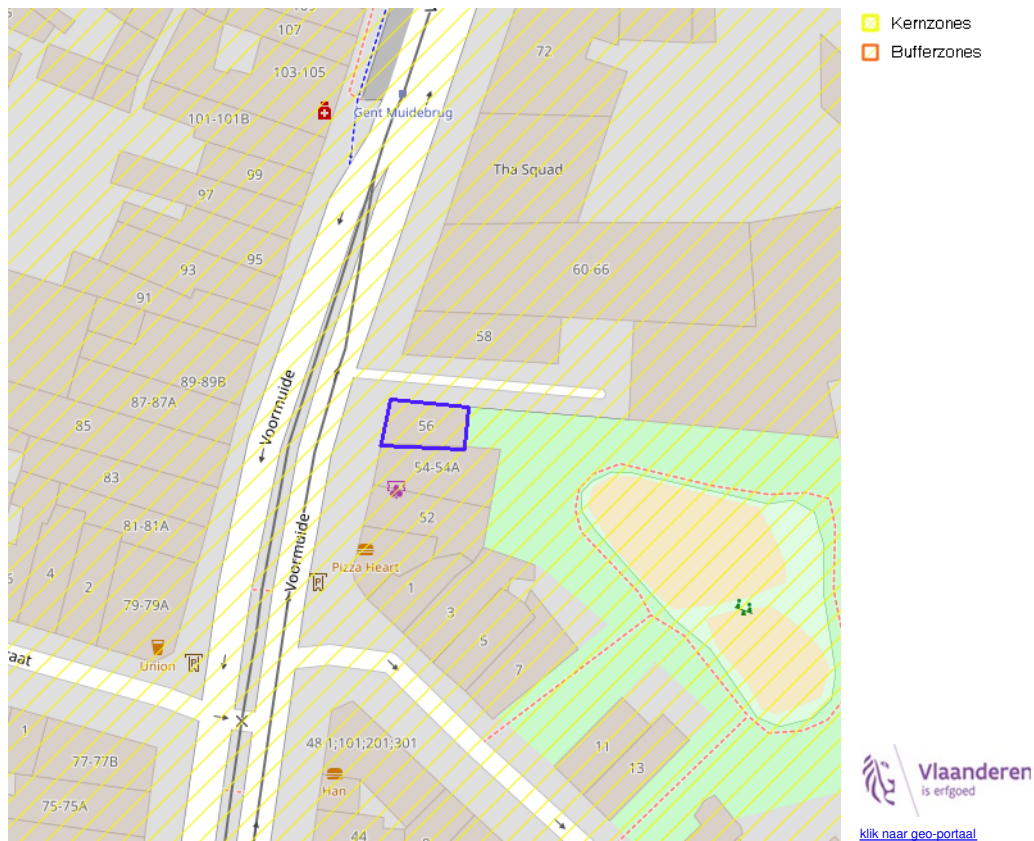 Kernzones
Bufferzones
107
72
103-105
Gent Muidebrug
101-101B
Tha Squad
99
97
95
93
60-66
91
58
89-89B
87-87A
Voormuide
85
56
54-54A
83
52
81-81A
Voormuide
Pizza Heart
4
2
1
79-79A
3
P
5
Union
P
7
1
48 1;101;201;301
11
77-77B
13
Han
75-75A
44
Vlaanderen
is erfgoed
klik naar geo-portaal